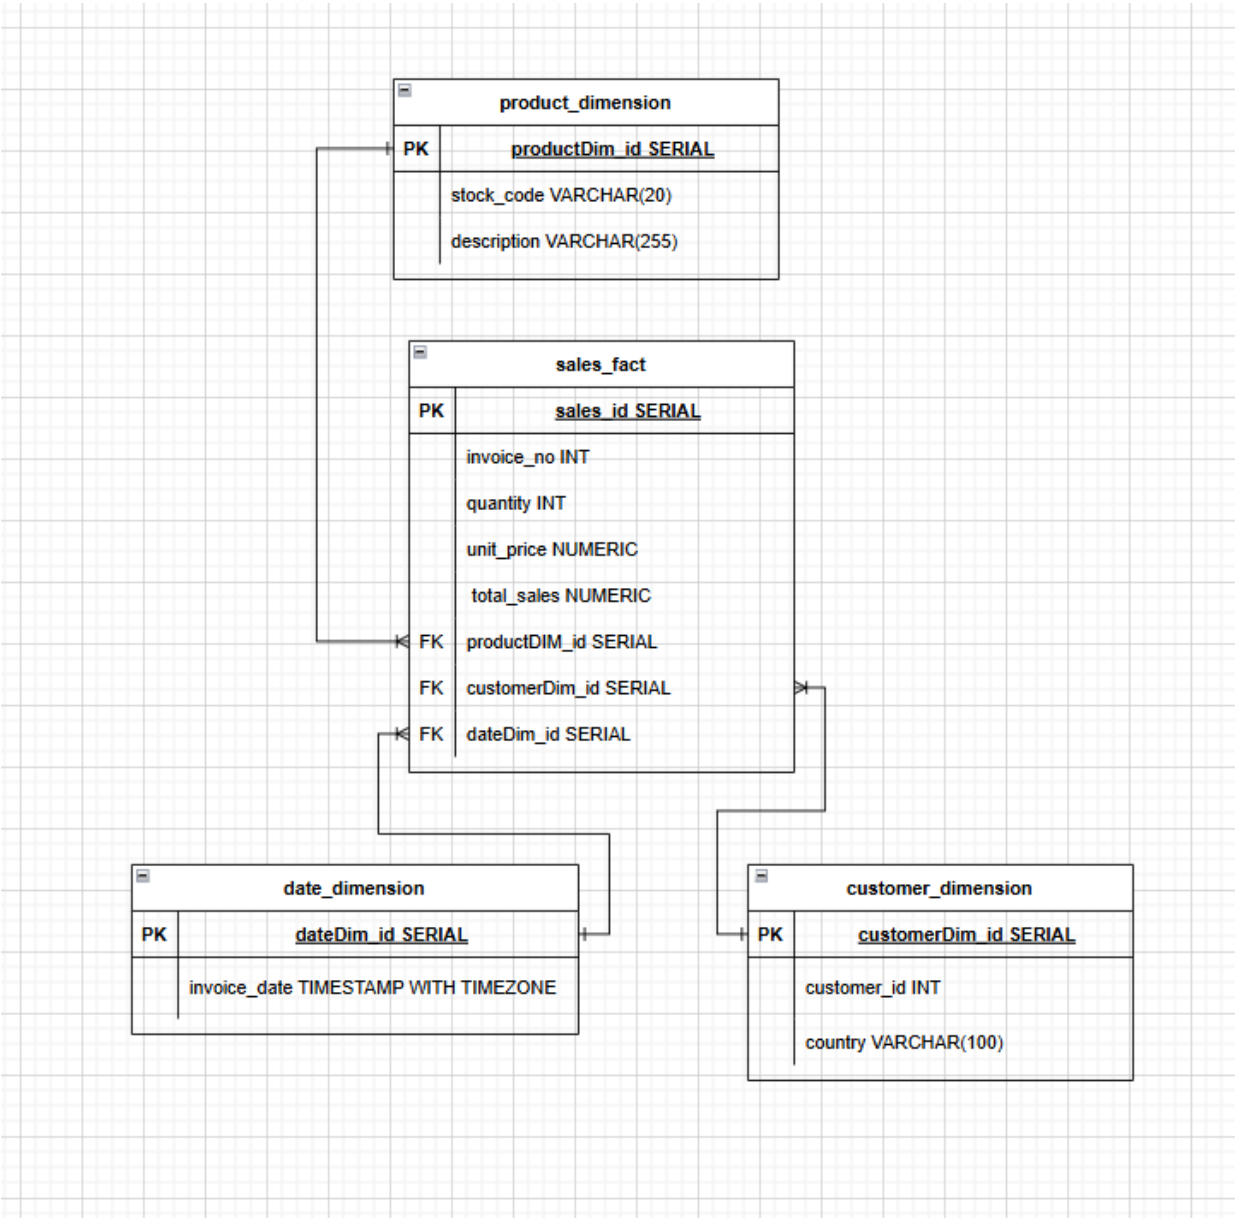 product_dimension
PK productDim_id SERIAL
stock_code VARCHAR(20)
description VARCHAR(255)
sales_fact
PK sales_id SERIAL
invoice_no INT
quantity INT
unit_price NUMERIC
total_sales NUMERIC
FK productDIM_id SERIAL
FK customerDim_id SERIAL
FK dateDim_id SERIAL
date_dimension
PK dateDim_id SERIAL
invoice_date TIMESTAMP WITH TIMEZONE
customer_dimension
PK customerDim_id SERIAL
customer_id INT
country VARCHAR(100)